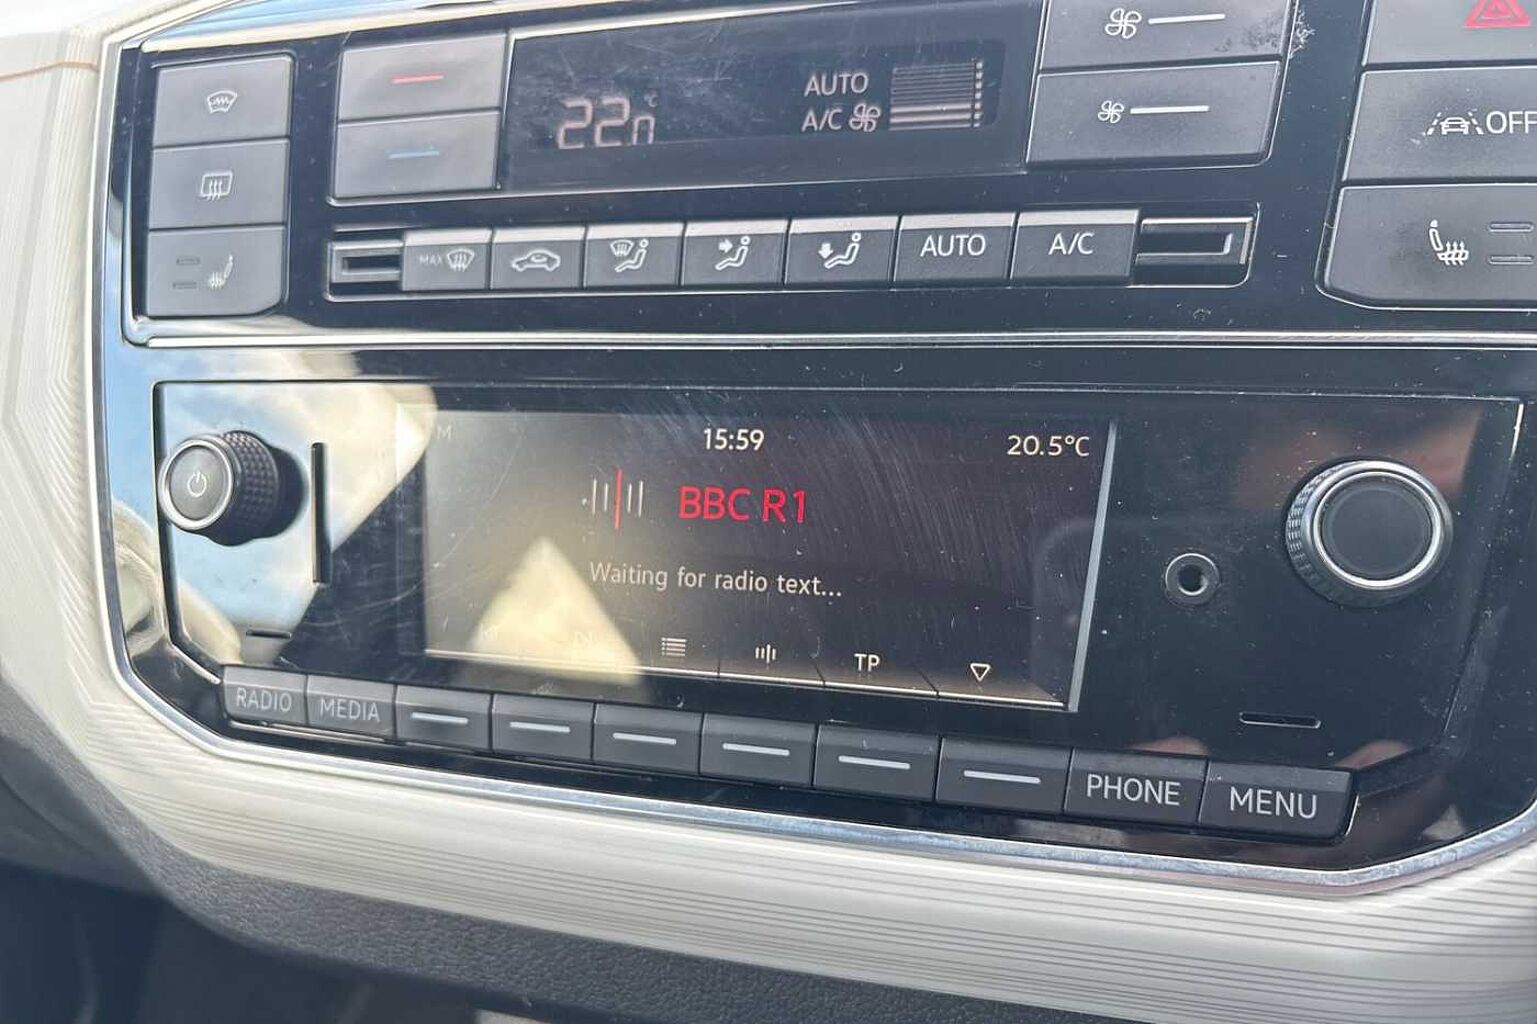 22.0°C
AUTO
A/C
OFF
MAX
AUTO
A/C
M
15:59
20.5°C
BBC R1
Waiting for radio text...
TP
RADIO
MEDIA
PHONE
MENU